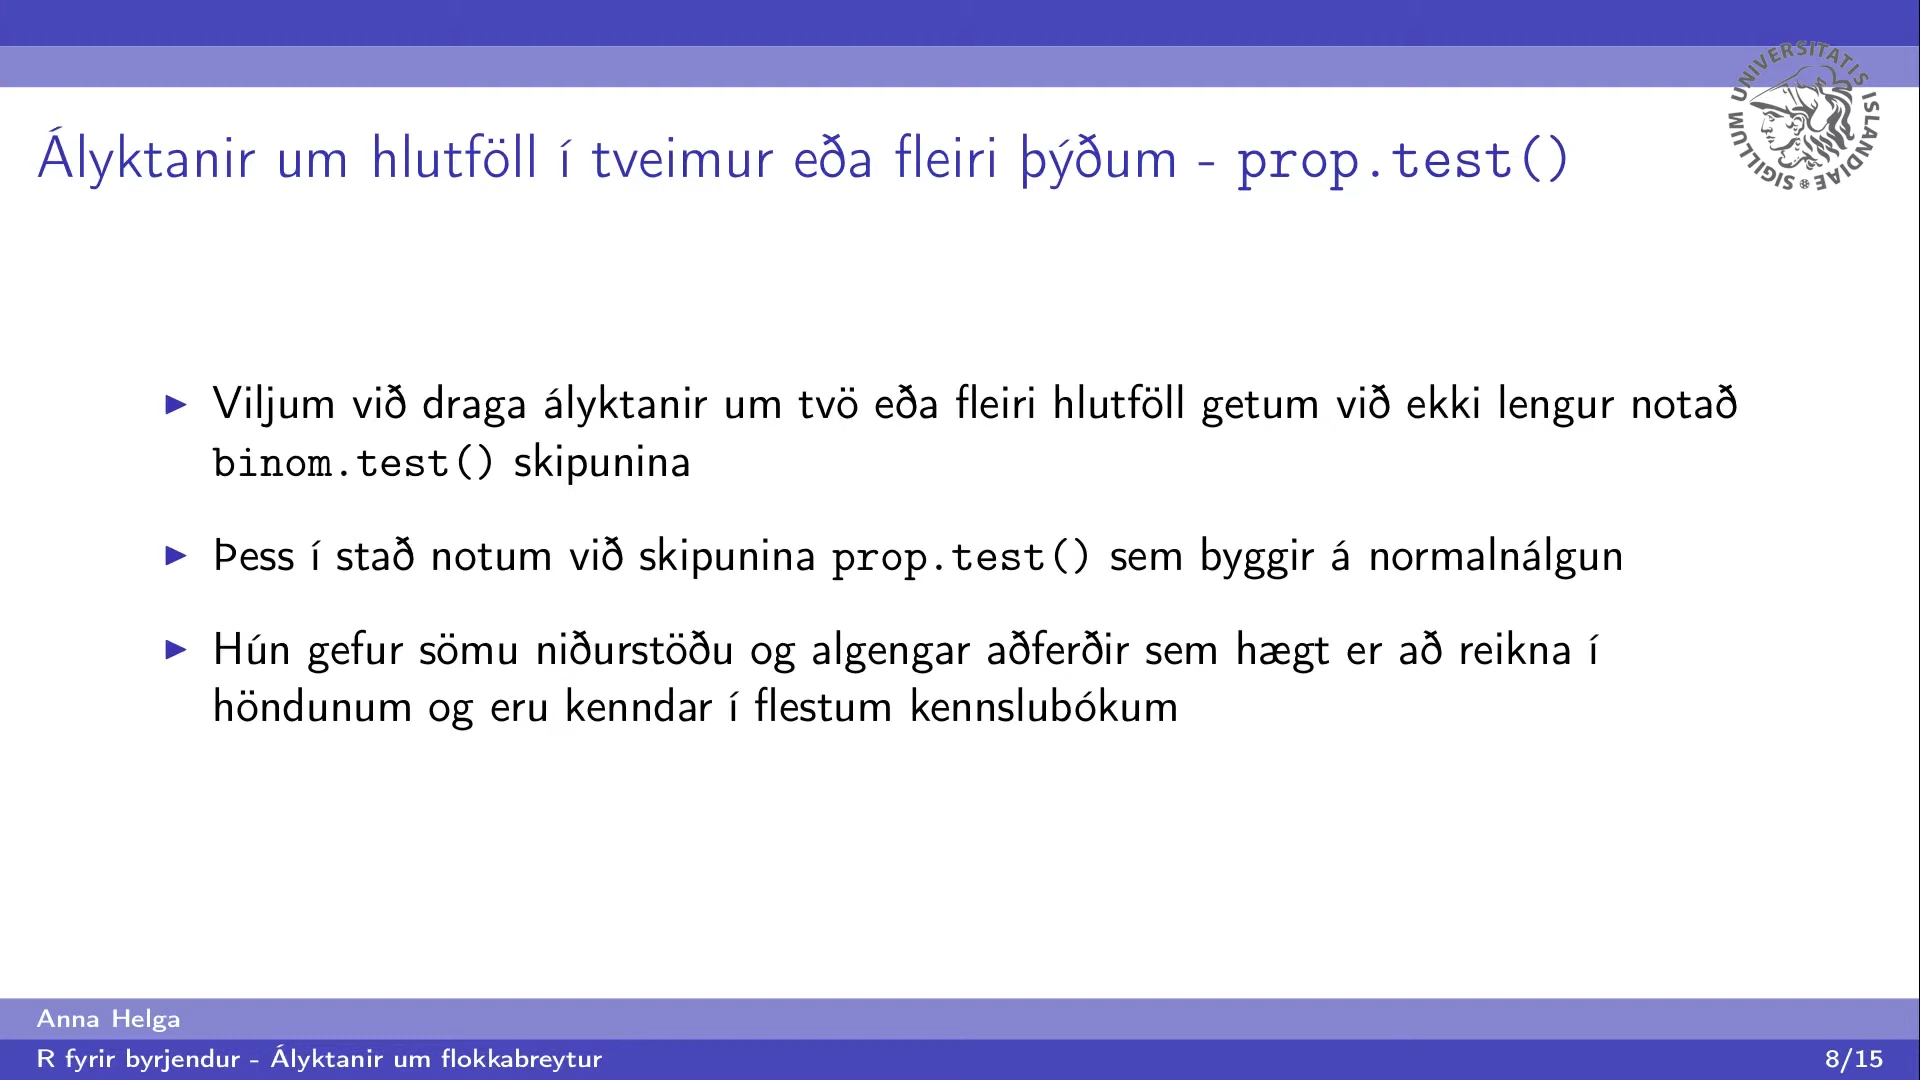 SIGILLUM UNIVERSITATIS ISLANDIAE
Ályktanir um hlutföll í tveimur eða fleiri þýðum - prop.test()
Viljum við draga ályktanir um tvö eða fleiri hlutföll getum við ekki lengur notað
binom.test() skipunina
Þess í stað notum við skipunina prop.test() sem byggir á normalnálgun
Hún gefur sömu niðurstöðu og algengar aðferðir sem hægt er að reikna í
höndunum og eru kenndar í flestum kennslubókum
Anna Helga
R fyrir byrjendur - Ályktanir um flokkabreytur
8/15